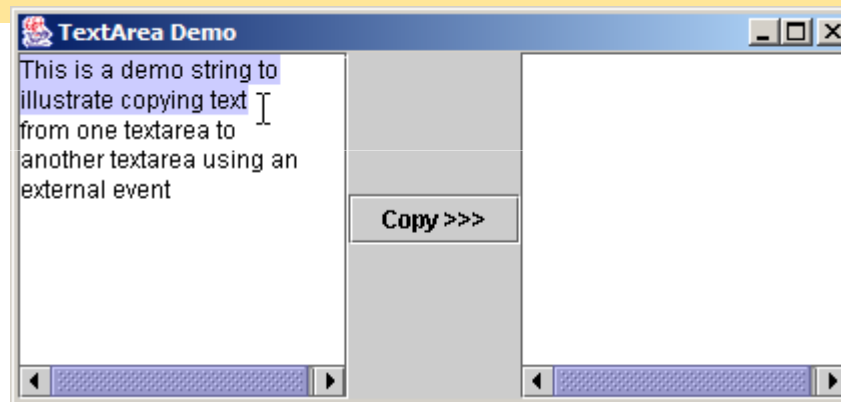 TextArea Demo
This is a demo string to
illustrate copying text
from one textarea to
another textarea using an
external event
Copy >>>